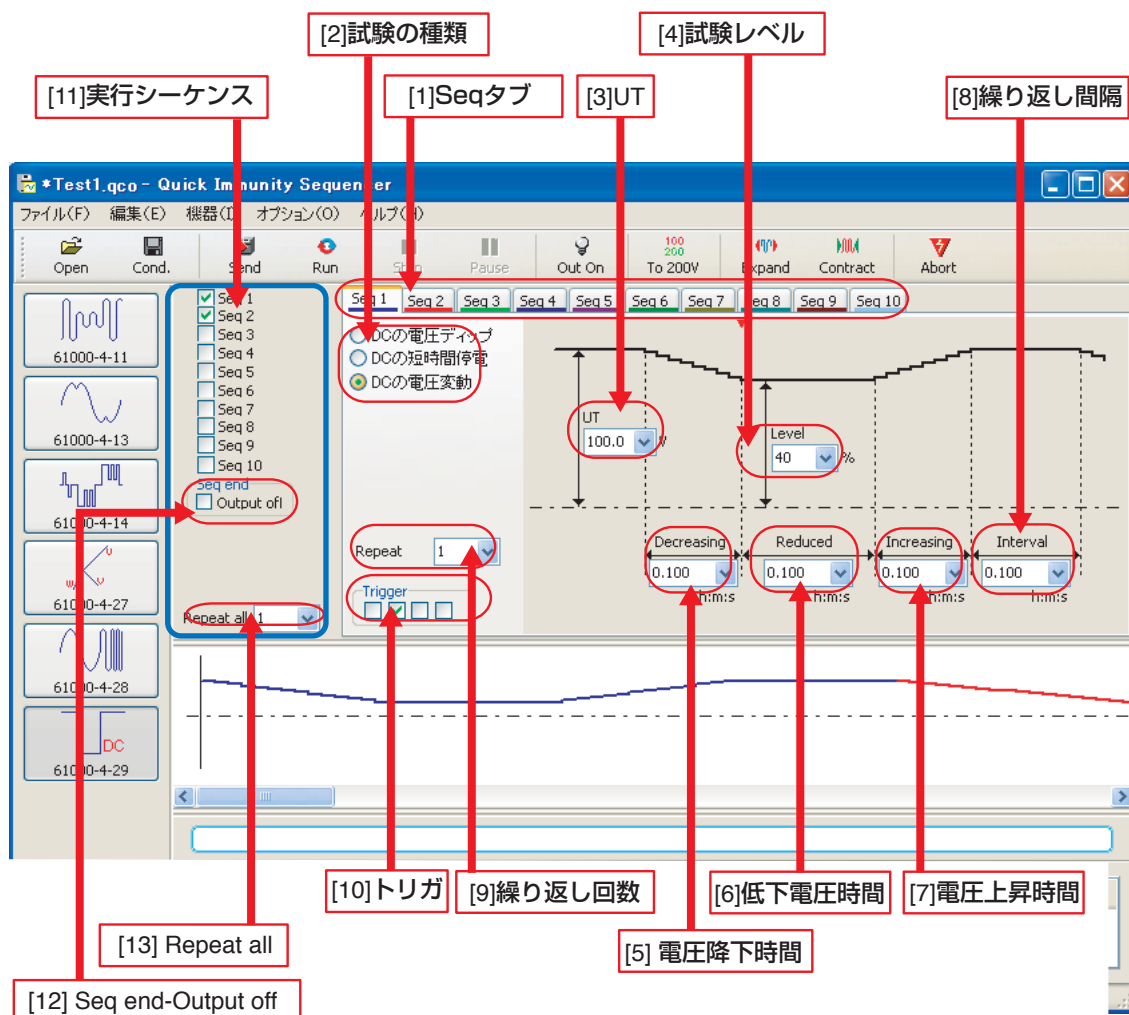 [2]試験の種類
[4]試験レベル
[11]実行シーケンス
[1]Seqタブ
[3]UT
[8]繰り返し間隔
*Test1.qco - Quick Immunity Sequencer
ファイル(F) 編集(E) 機器(I) オプション(O) ヘルプ(H)
100
200
Open Cond. Send Run Stop Pause Out On To 200V Expand Contract Abort
Seq 1
Seq 2
Seq 3
Seq 4
Seq 5
Seq 6
Seq 7
Seq 8
Seq 9
Seq 10
Seq end
Output off
Repeat all 1
61000-4-11
61000-4-13
61000-4-14
U
V
W
61000-4-27
61000-4-28
DC
61000-4-29
Seq 1 Seq 2 Seq 3 Seq 4 Seq 5 Seq 6 Seq 7 Seq 8 Seq 9 Seq 10
DCの電圧ディップ
DCの短時間停電
DCの電圧変動
UT
100.0 V
Level
40 %
Repeat 1
Trigger
Decreasing Reduced Increasing Interval
0.100 0.100 0.100 0.100
h:m:s h:m:s h:m:s h:m:s
[10]トリガ
[9]繰り返し回数
[6]低下電圧時間
[7]電圧上昇時間
[13] Repeat all
[5] 電圧降下時間
[12] Seq end-Output off